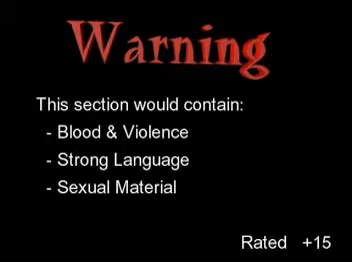 Warning
This section would contain:
- Blood & Violence
- Strong Language
- Sexual Material
Rated +15